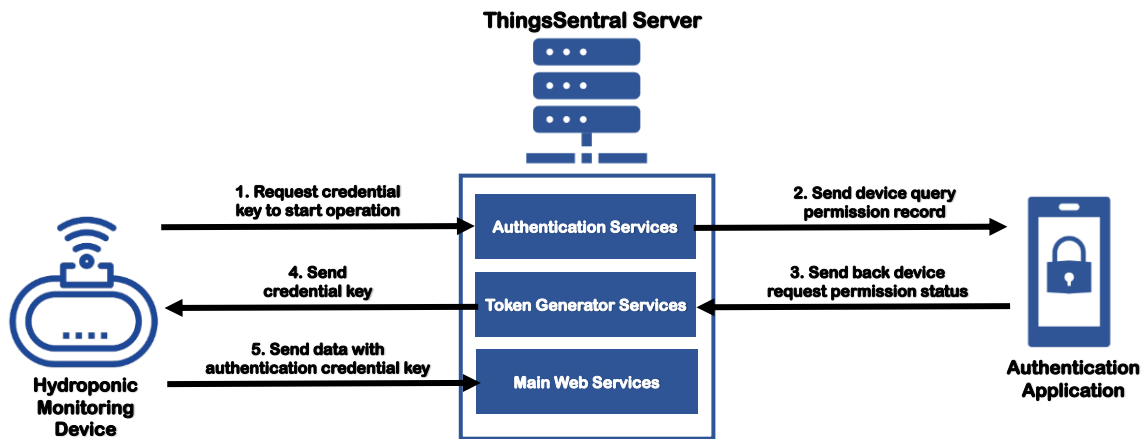 ThingsSentral Server
1. Request credential
key to start operation
2. Send device query
permission record
Authentication Services
4. Send
credential key
3. Send back device
request permission status
Token Generator Services
5. Send data with
authentication credential key
Main Web Services
Hydroponic
Monitoring
Device
Authentication
Application